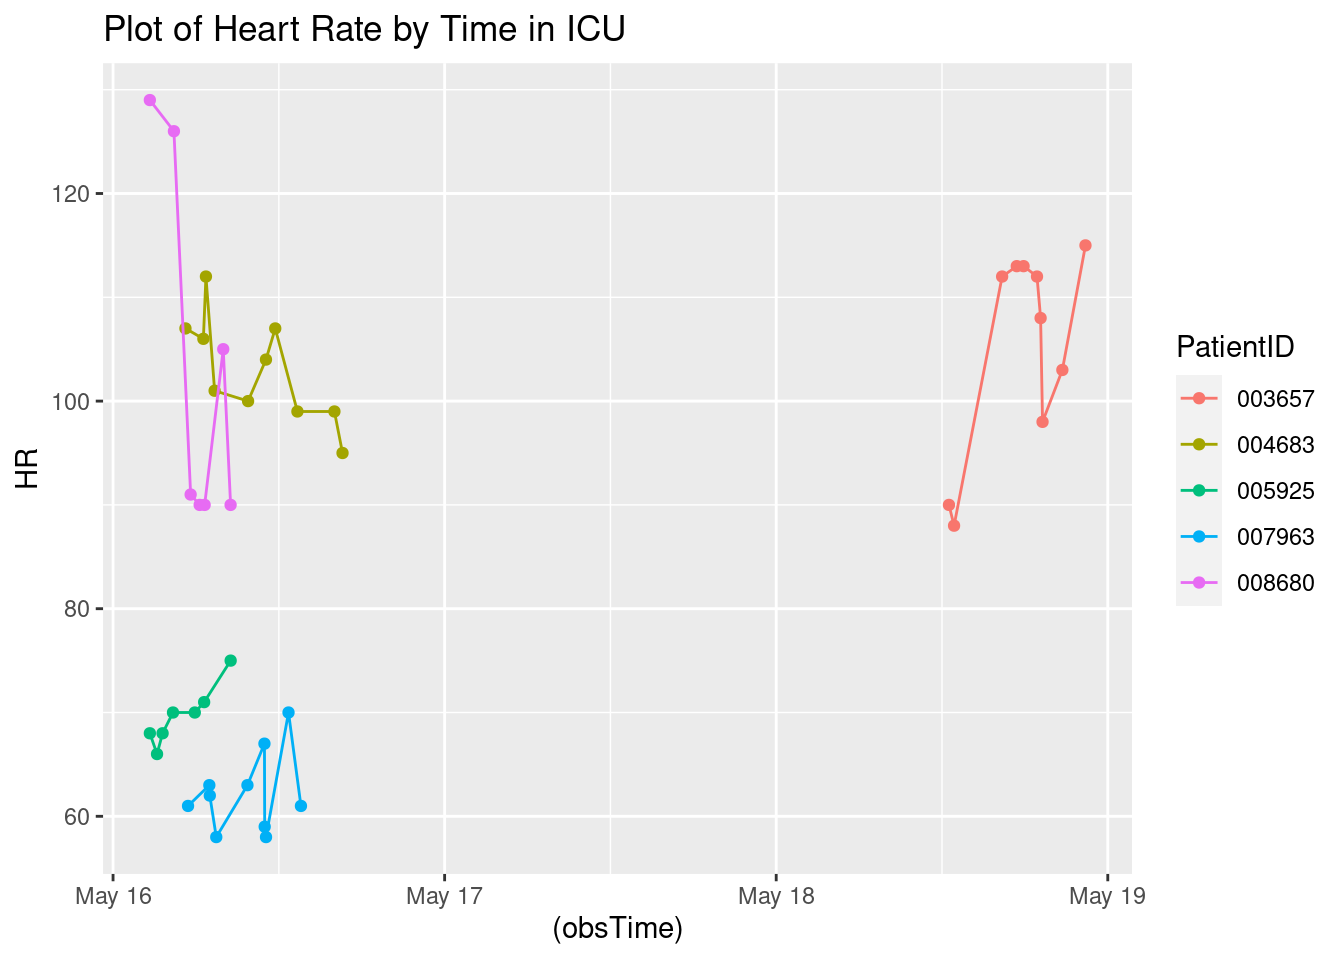 Plot of Heart Rate by Time in ICU
120
100
80
60
HR
May 16
May 17
May 18
May 19
(obsTime)
PatientID
003657
004683
005925
007963
008680